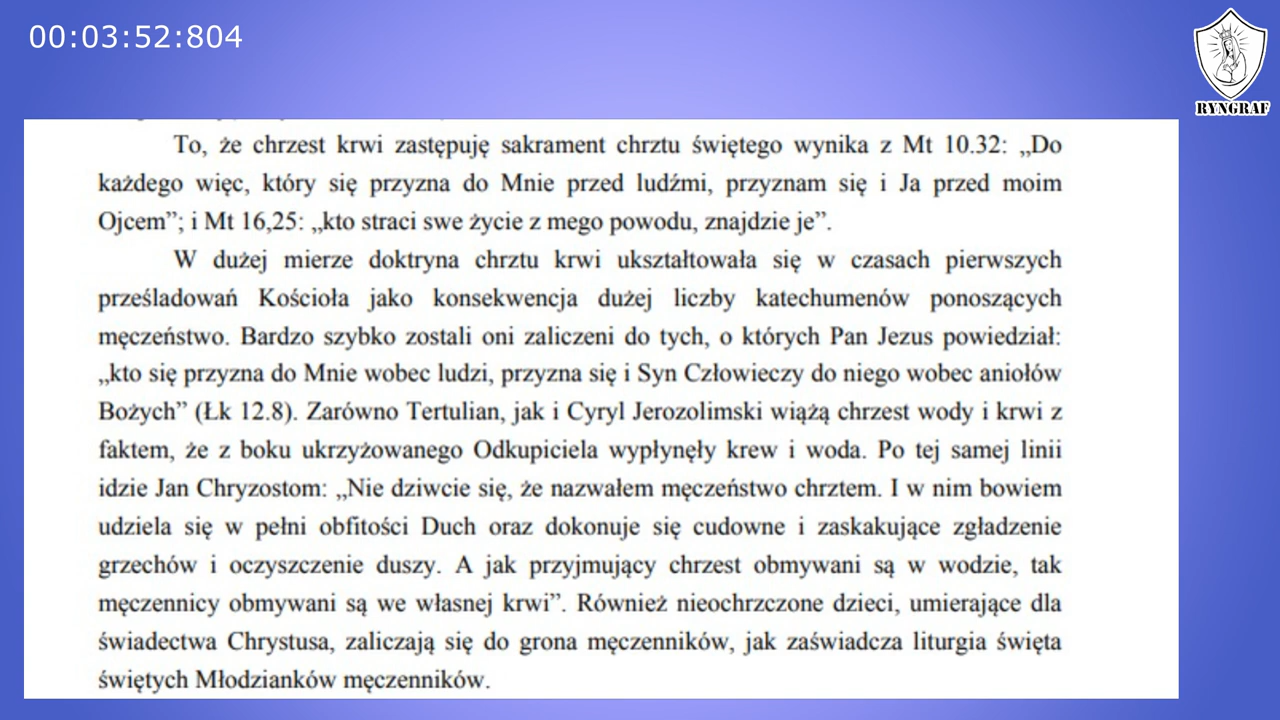 00:03:52:804
RYNGRAF
To, że chrzest krwi zastępuję sakrament chrztu świętego wynika z Mt 10.32: „Do
każdego więc, który się przyzna do Mnie przed ludźmi, przyznam się i Ja przed moim
Ojcem”; i Mt 16,25: „kto straci swe życie z mego powodu, znajdzie je”.
W dużej mierze doktryna chrztu krwi ukształtowała się w czasach pierwszych
prześladowań Kościoła jako konsekwencja dużej liczby katechumenów ponoszących
męczeństwo. Bardzo szybko zostali oni zaliczeni do tych, o których Pan Jezus powiedział:
„kto się przyzna do Mnie wobec ludzi, przyzna się i Syn Człowieczy do niego wobec aniołów
Bożych” (Łk 12.8). Zarówno Tertulian, jak i Cyryl Jerozolimski wiążą chrzest wody i krwi z
faktem, że z boku ukrzyżowanego Odkupiciela wypłynęły krew i woda. Po tej samej linii
idzie Jan Chryzostom: „Nie dziwcie się, że nazwałem męczeństwo chrztem. I w nim bowiem
udziela się w pełni obfitości Duch oraz dokonuje się cudowne i zaskakujące zgładzenie
grzechów i oczyszczenie duszy. A jak przyjmujący chrzest obmywani są w wodzie, tak
męczennicy obmywani są we własnej krwi”. Również nieochrzczone dzieci, umierające dla
świadectwa Chrystusa, zaliczają się do grona męczenników, jak zaświadcza liturgia święta
świętych Młodzianków męczenników.